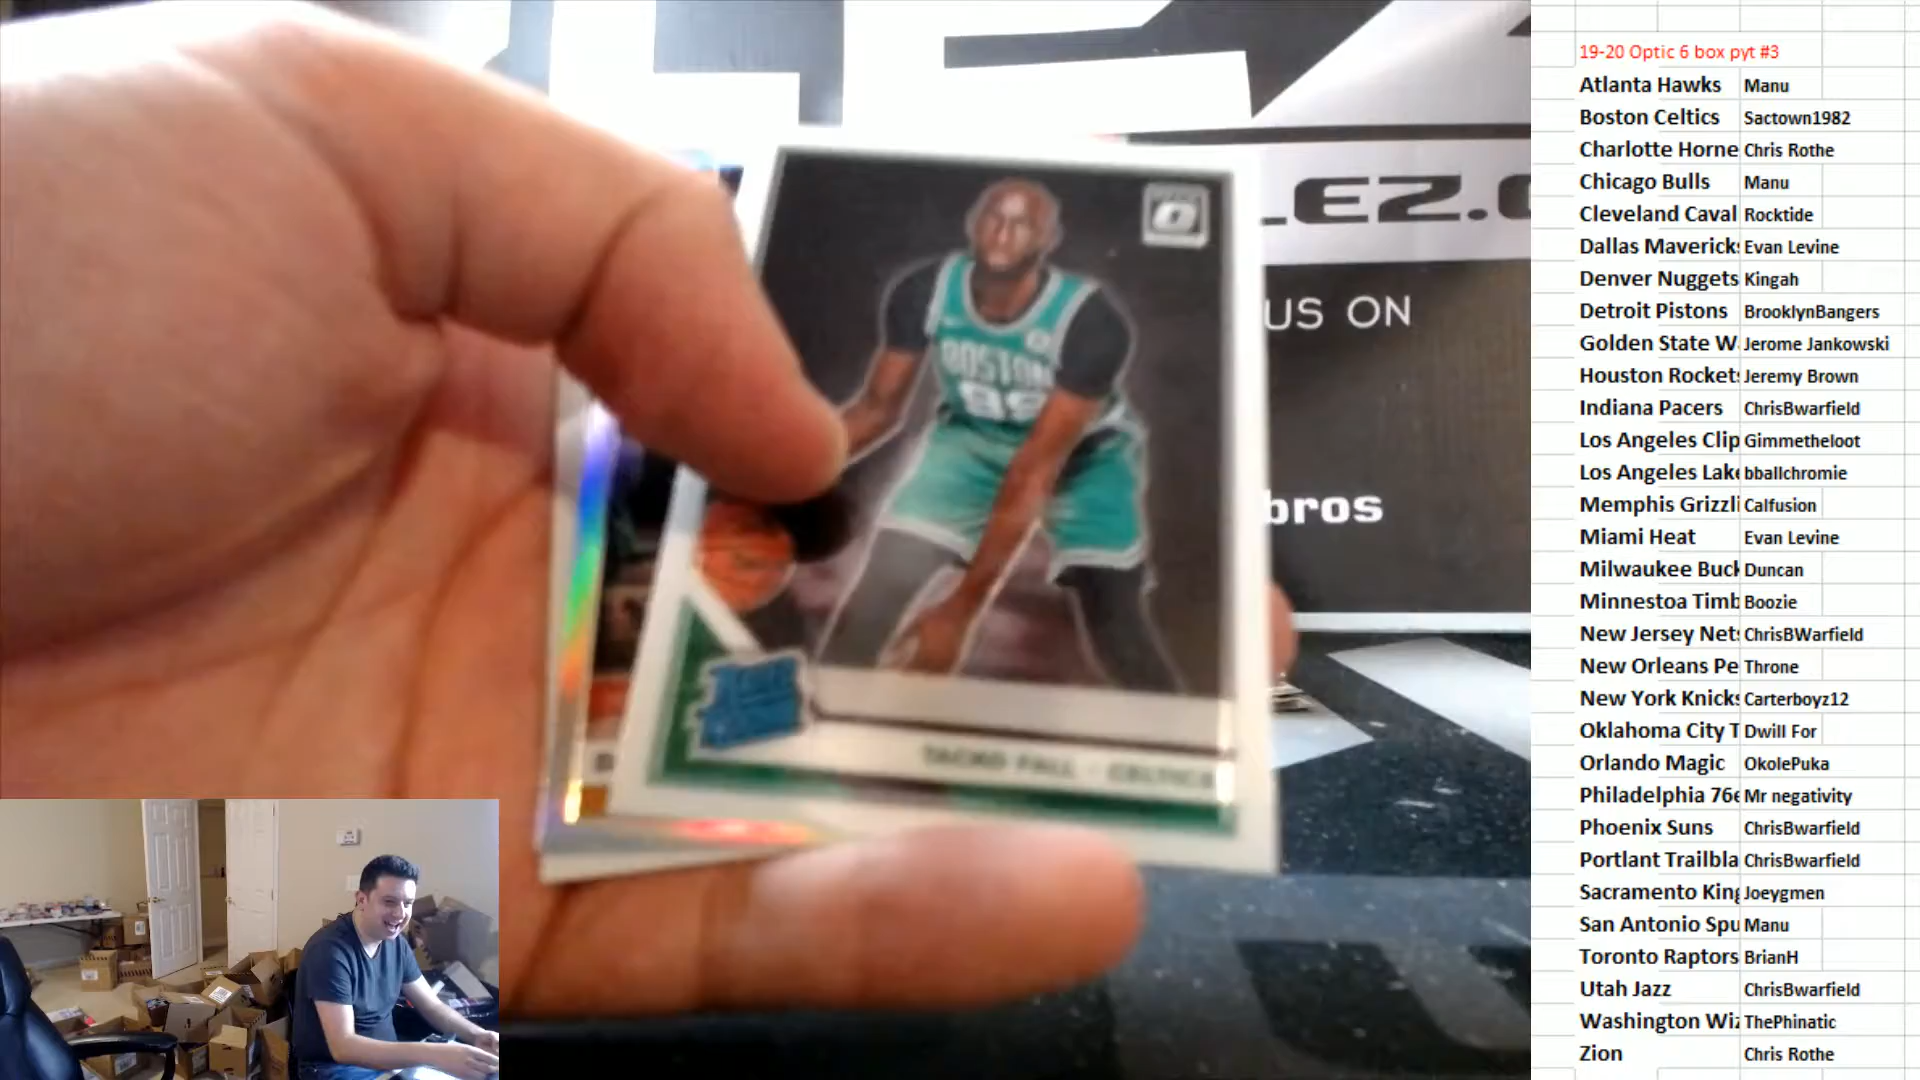 LEZ.
US ON
bros
BOSTON
99
TACKO FALL - CELTICS
19-20 Optic 6 box pyt #3
Atlanta Hawks Manu
Boston Celtics Sactown1982
Charlotte Horne Chris Rothe
Chicago Bulls Manu
Cleveland Caval Rocktide
Dallas Mavericks Evan Levine
Denver Nuggets Kingah
Detroit Pistons BrooklynBangers
Golden State W Jerome Jankowski
Houston Rockets Jeremy Brown
Indiana Pacers ChrisBwarfield
Los Angeles Clip Gimmetheloot
Los Angeles Lake bballchromie
Memphis Grizzli Calfusion
Miami Heat Evan Levine
Milwaukee Buck Duncan
Minnestoa Timb Boozie
New Jersey Nets ChrisBWarfield
New Orleans Pe Throne
New York Knicks Carterboyz12
Oklahoma City T Dwill For
Orlando Magic OkolePuka
Philadelphia 76e Mr negativity
Phoenix Suns ChrisBwarfield
Portlant Trailbla ChrisBwarfield
Sacramento King Joeygmen
San Antonio Spu Manu
Toronto Raptors BrianH
Utah Jazz ChrisBwarfield
Washington Wiz ThePhinatic
Zion Chris Rothe